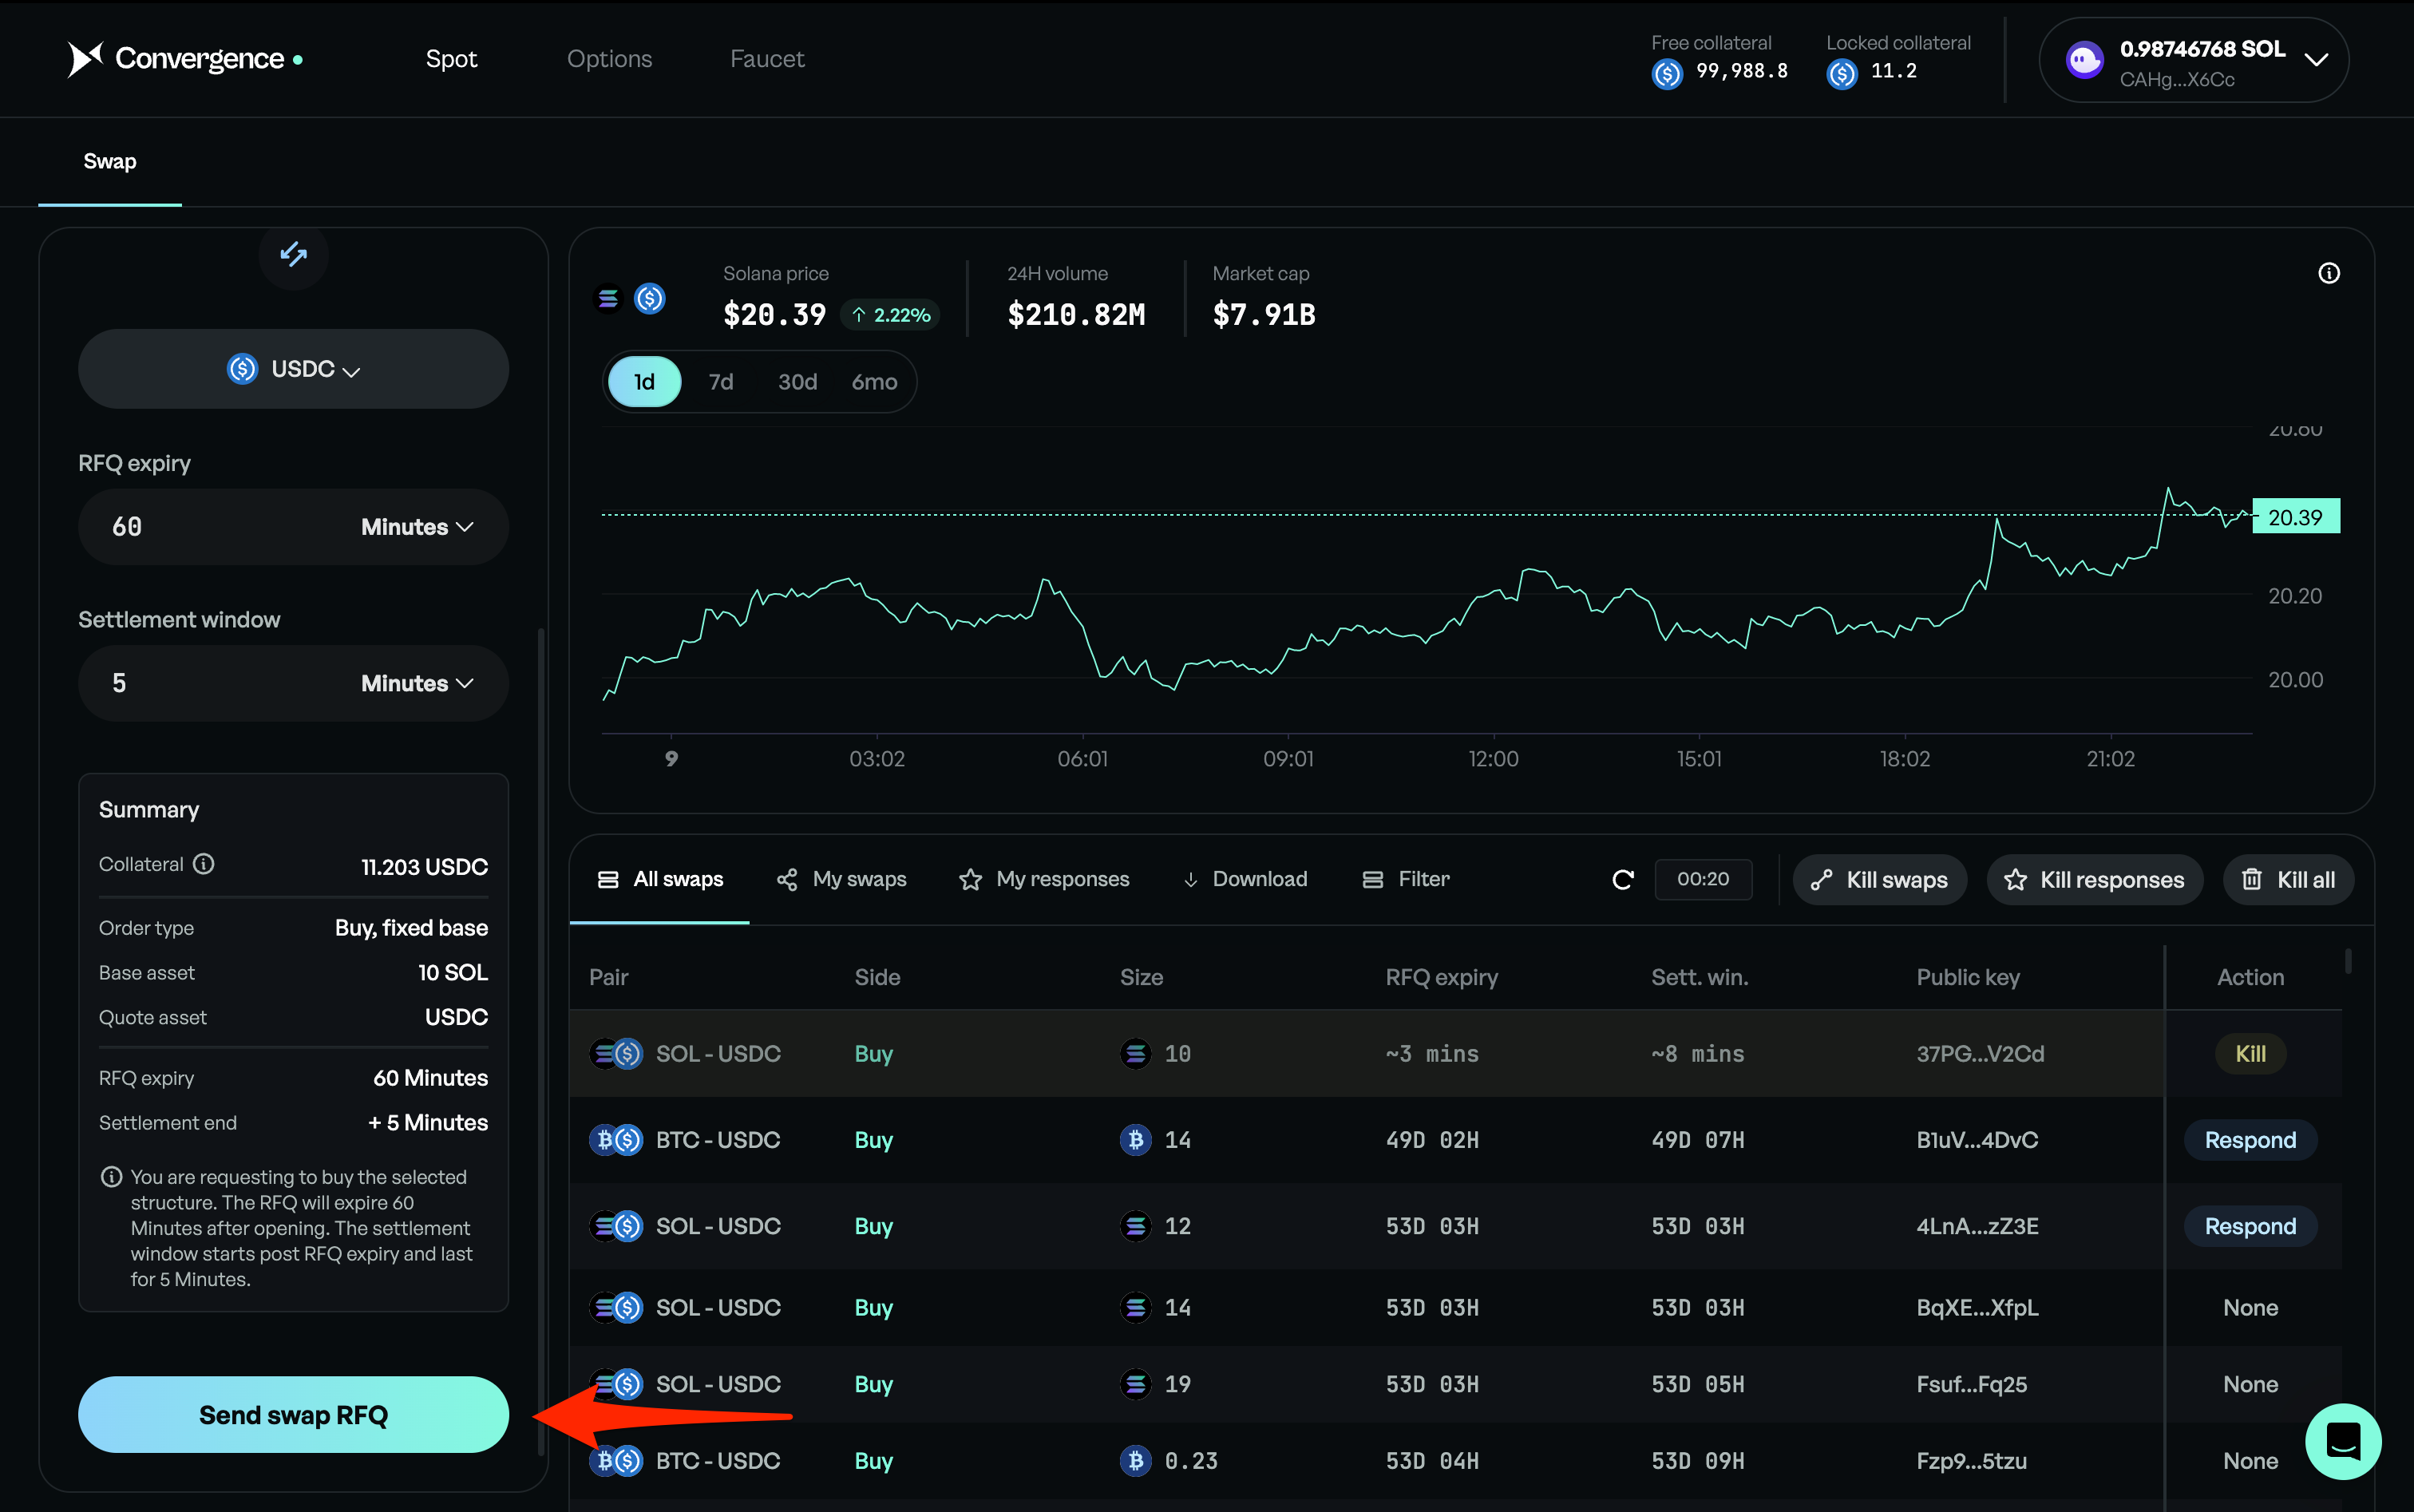 Convergence
Spot
Options
Faucet
Free collateral
99,988.8
Locked collateral
11.2
0.98746768 SOL
CAHg...X6Cc
Swap
USDC
RFQ expiry
60
Minutes
Settlement window
5
Minutes
Summary
Collateral
11.203 USDC
Order type
Buy, fixed base
Base asset
10 SOL
Quote asset
USDC
RFQ expiry
60 Minutes
Settlement end
+ 5 Minutes
You are requesting to buy the selected
structure. The RFQ will expire 60
Minutes after opening. The settlement
window starts post RFQ expiry and last
for 5 Minutes.
Send swap RFQ
Solana price
$20.39
2.22%
24H volume
$210.82M
Market cap
$7.91B
1d
7d
30d
6mo
20.60
20.39
20.20
20.00
9
03:02
06:01
09:01
12:00
15:01
18:02
21:02
All swaps
My swaps
My responses
Download
Filter
00:20
Kill swaps
Kill responses
Kill all
Pair Side Size RFQ expiry Sett. win. Public key Action
SOL - USDC Buy 10 ~3 mins ~8 mins 37PG...V2Cd Kill
BTC - USDC Buy 14 49D 02H 49D 07H B1uV...4DvC Respond
SOL - USDC Buy 12 53D 03H 53D 03H 4LnA...zZ3E Respond
SOL - USDC Buy 14 53D 03H 53D 03H BqXE...XfpL None
SOL - USDC Buy 19 53D 03H 53D 05H Fsuf...Fq25 None
BTC - USDC Buy 0.23 53D 04H 53D 09H Fzp9...5tzu None